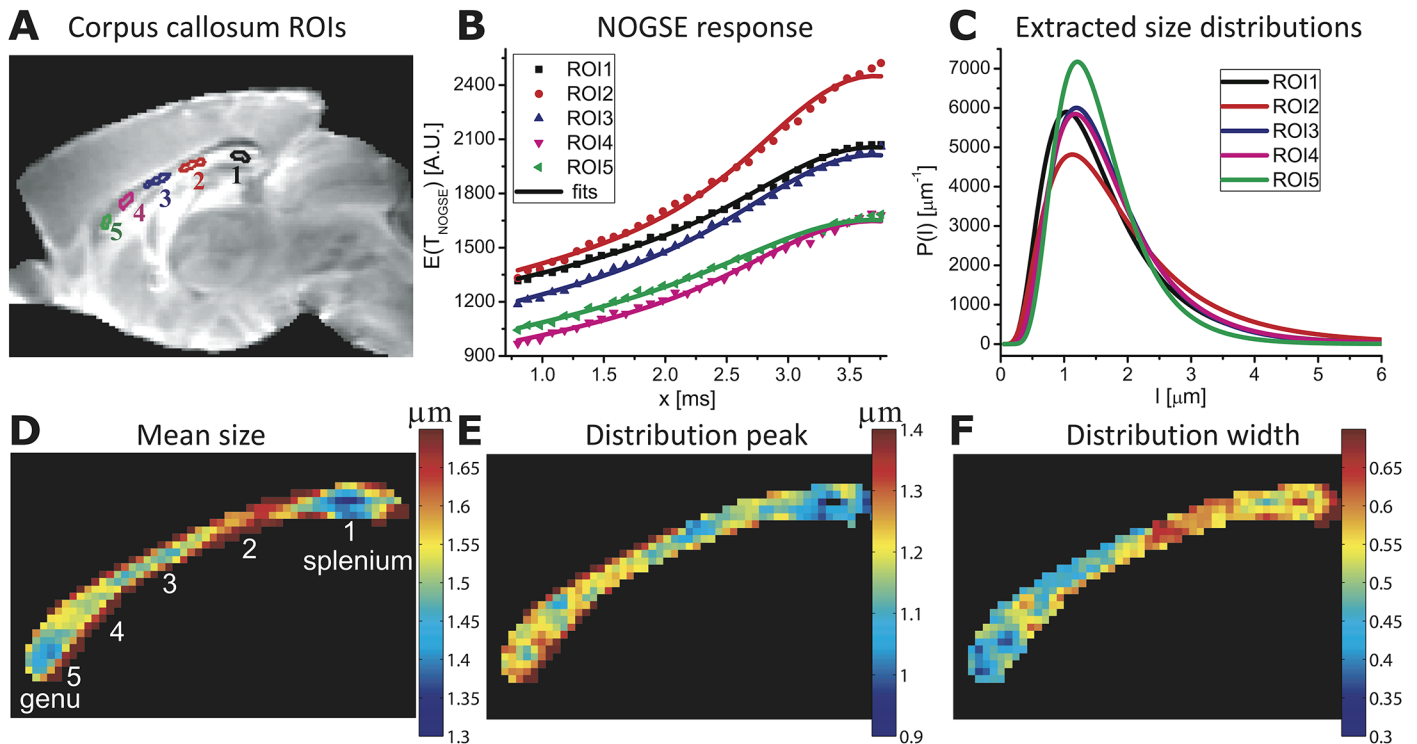 A Corpus callosum ROIs
1
2
3
4
5
B NOGSE response
E(T_NOGSE) [A.U.]
2400
2100
1800
1500
1200
900
ROI1
ROI2
ROI3
ROI4
ROI5
fits
1.0 1.5 2.0 2.5 3.0 3.5
x [ms]
C Extracted size distributions
P(l) [μm⁻¹]
7000
6000
5000
4000
3000
2000
1000
0
ROI1
ROI2
ROI3
ROI4
ROI5
0 1 2 3 4 5 6
l [μm]
D Mean size
μm
1.65
1.6
1.55
1.5
1.45
1.4
1.35
1.3
1
splenium
2
3
4
5
genu
E Distribution peak
μm
1.4
1.3
1.2
1.1
1
0.9
F Distribution width
0.65
0.6
0.55
0.5
0.45
0.4
0.35
0.3